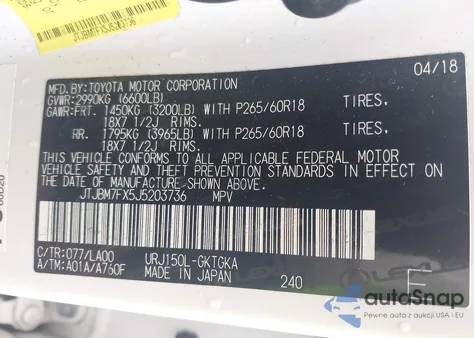 JTJBM7FX5J5203736
04/18
MFD.BY:TOYOTA MOTOR CORPORATION
GVWR:2990KG (6600LB)
GAWR:FRT. 1450KG (3200LB) WITH P265/60R18 TIRES,
18X7 1/2J RIMS.
RR. 1795KG (3965LB) WITH P265/60R18 TIRES,
18X7 1/2J RIMS.
THIS VEHICLE CONFORMS TO ALL APPLICABLE FEDERAL MOTOR
VEHICLE SAFETY AND THEFT PREVENTION STANDARDS IN EFFECT
ON THE DATE OF MANUFACTURE SHOWN ABOVE.
JTJBM7FX5J5203736 MPV
C/TR:077/LA00 URJ150L-GKTGKA
A/TM:A01A/A760F MADE IN JAPAN 240 E
autoSnap
Pewne auta z aukcji USA i EU